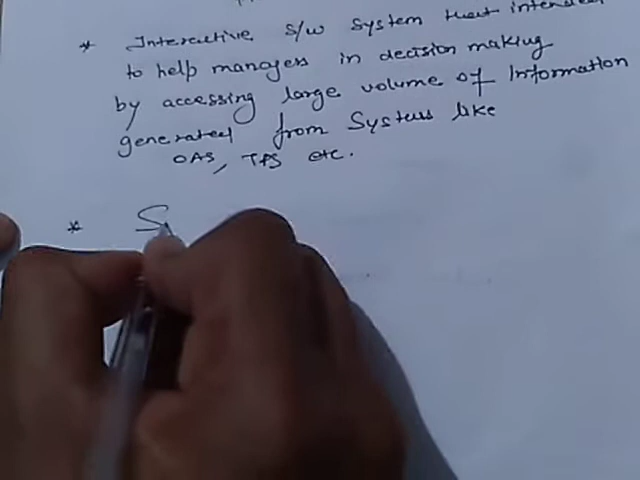 * Interactive S/W System that intended
to help managers in decision making
by accessing large volume of Information
generated from Systems like
OAS, TPS etc.
* S